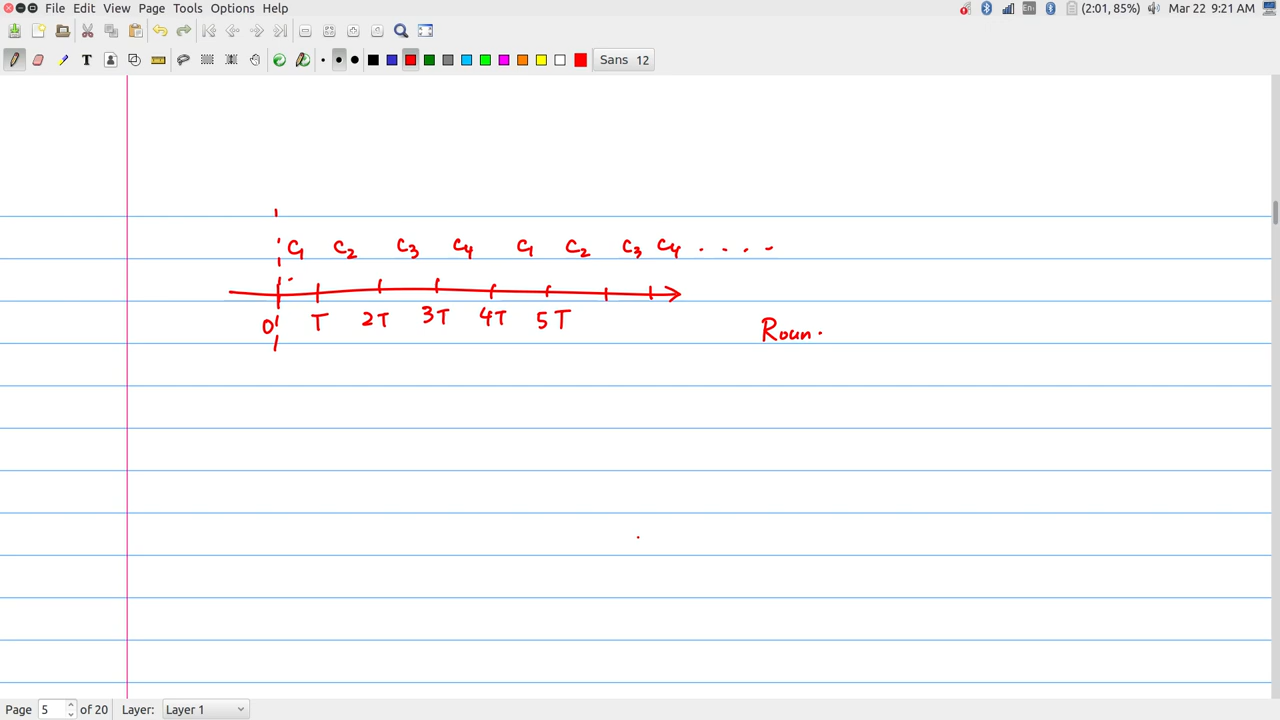 File Edit View Page Tools Options Help
(2:01, 85%) Mar 22 9:21 AM
T Sans 12
C1 C2 C3 C4 C1 C2 C3 C4 . . . . -
0 T 2T 3T 4T 5T
Roun.
Page 5 of 20 Layer: Layer 1